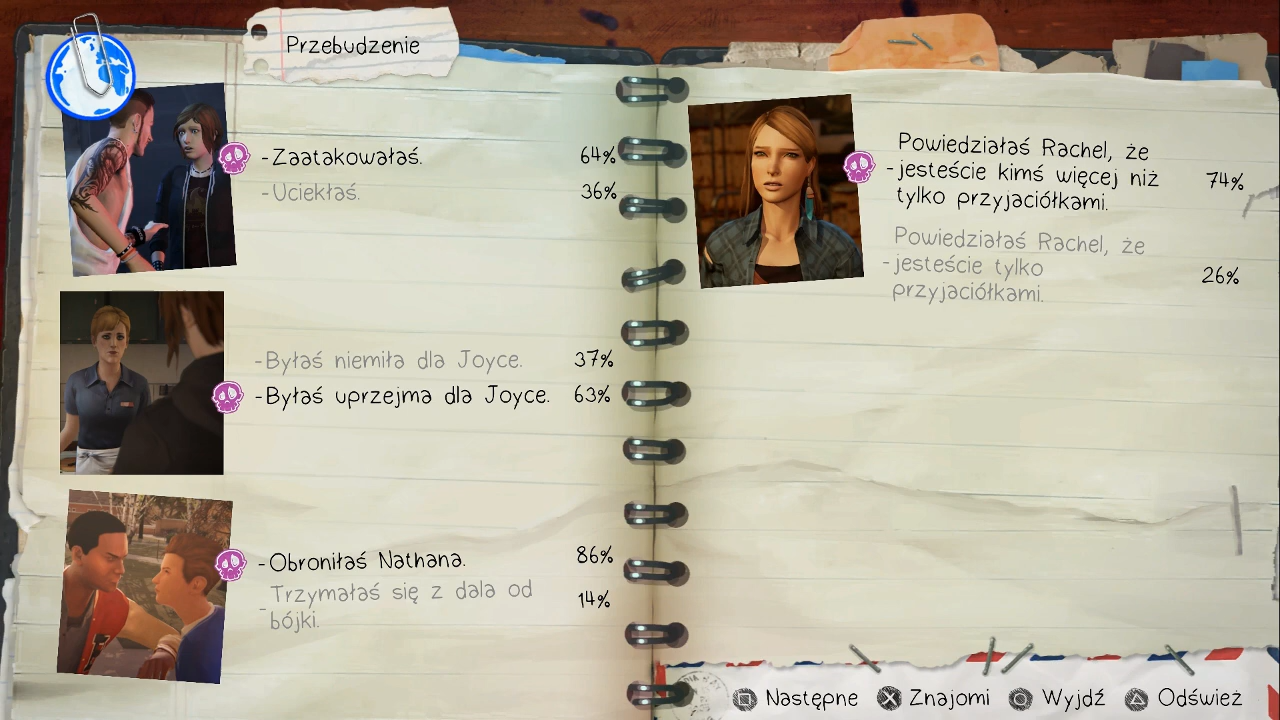 Przebudzenie
-Zaatakowałaś. 64%
-Uciekłaś. 36%
-Byłaś niemiła dla Joyce. 37%
-Byłaś uprzejma dla Joyce. 63%
-Obroniłaś Nathana. 86%
-Trzymałaś się z dala od
bójki. 14%
Powiedziałaś Rachel, że
-jesteście kimś więcej niż 74%
tylko przyjaciółkami.
Powiedziałaś Rachel, że
-jesteście tylko 26%
przyjaciółkami.
Następne Znajomi Wyjdź Odśwież